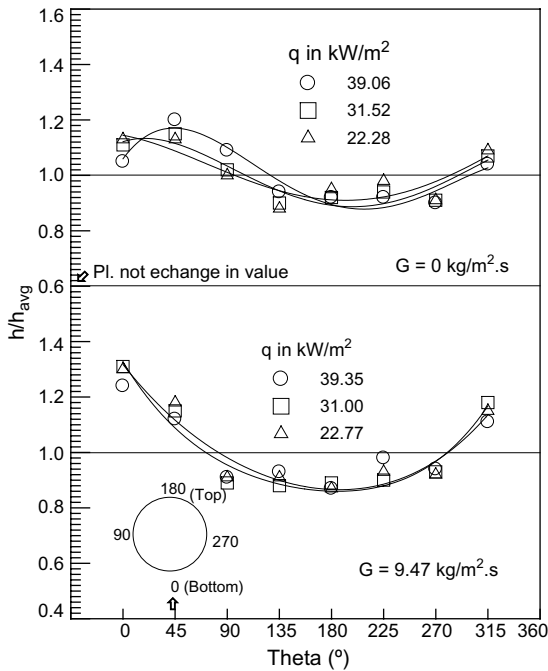 1.6
1.4
1.2
1.0
0.8
0.6
1.4
1.2
1.0
0.8
0.6
0.4
h/havg
q in kW/m2
39.06
31.52
22.28
Pl. not echange in value
G = 0 kg/m2.s
q in kW/m2
39.35
31.00
22.77
180 (Top)
90
270
0 (Bottom)
G = 9.47 kg/m2.s
0 45 90 135 180 225 270 315 360
Theta (º)